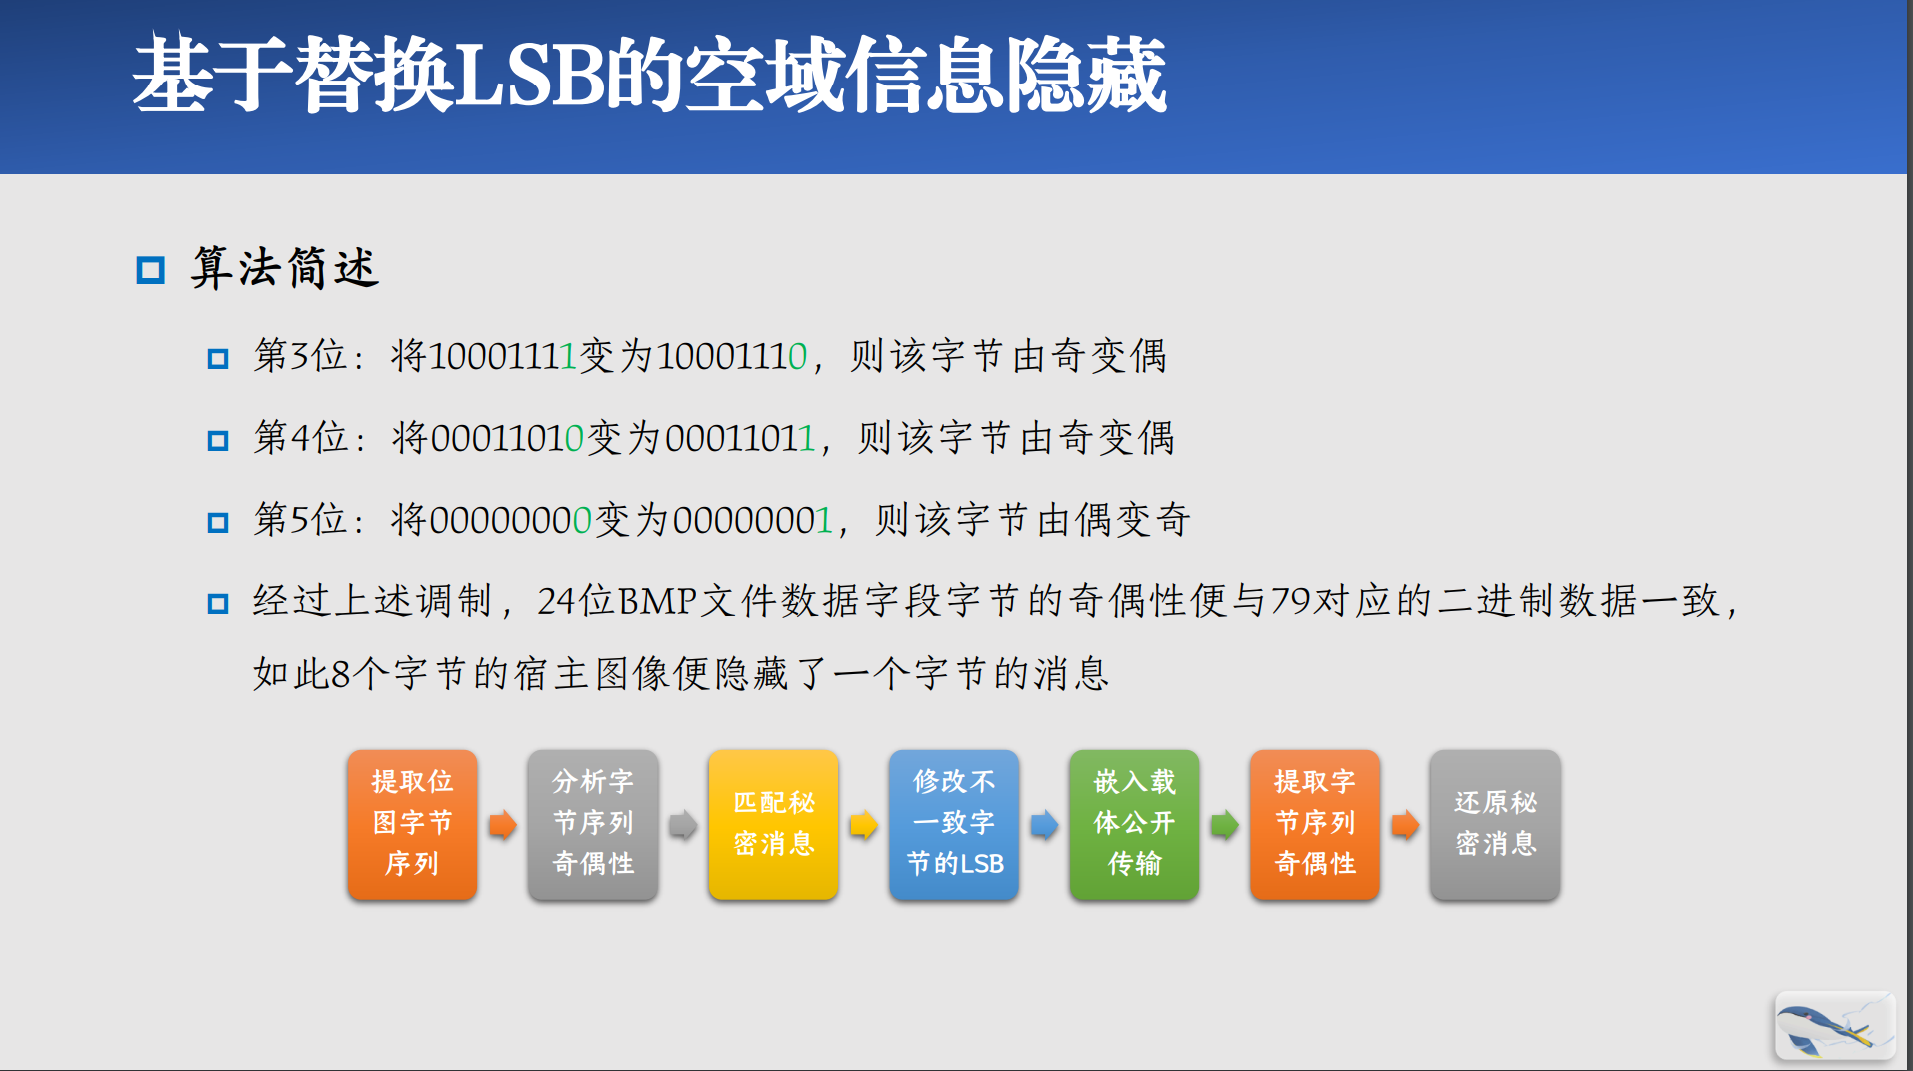 基于替换LSB的空域信息隐藏
算法简述
第3位：将10001111变为10001110，则该字节由奇变偶
第4位：将00011010变为00011011，则该字节由奇变偶
第5位：将00000000变为00000001，则该字节由偶变奇
经过上述调制，24位BMP文件数据字段字节的奇偶性便与79对应的二进制数据一致，
如此8个字节的宿主图像便隐藏了一个字节的消息
提取位
图字节
序列
分析字
节序列
奇偶性
匹配秘
密消息
修改不
一致字
节的LSB
嵌入载
体公开
传输
提取字
节序列
奇偶性
还原秘
密消息